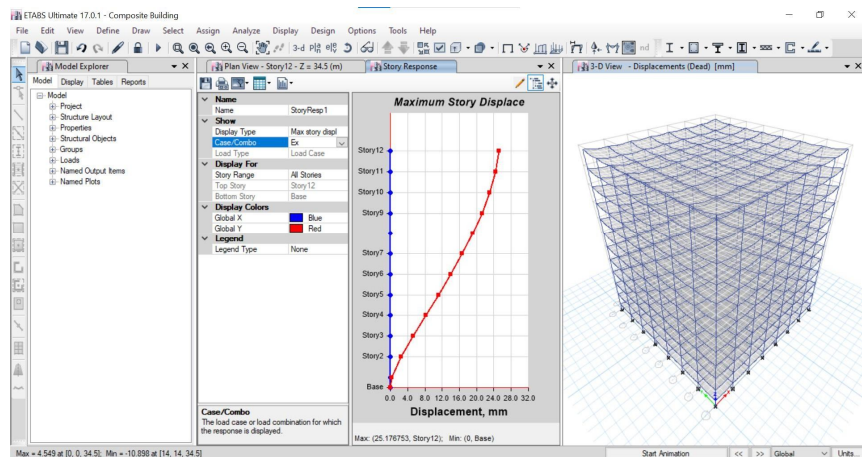 ETABS Ultimate 17.0.1 - Composite Building
File Edit View Define Draw Select Assign Analyze Display Design Options Tools Help
3-d
nd
Model Explorer
Model Display Tables Reports
Model
Project
Structure Layout
Properties
Structural Objects
Groups
Loads
Named Output Items
Named Plots
Plan View - Story12 - Z = 34.5 (m)
Story Response
Name
Name StoryResp1
Show
Display Type Max story displ
Case/Combo Ex
Load Type Load Case
Display For
Story Range All Stories
Top Story Story12
Bottom Story Base
Display Colors
Global X Blue
Global Y Red
Legend
Legend Type None
Case/Combo
The load case or load combination for which
the response is displayed.
Maximum Story Displace
Story12
Story11
Story10
Story9
Story7
Story6
Story5
Story4
Story3
Story2
Base
0.0 4.0 8.0 12.0 16.0 20.0 24.0 28.0 32.0
Displacement, mm
Max: (25.176753, Story12); Min: (0, Base)
3-D View - Displacements (Dead) [mm]
Max = 4.549 at [0, 0, 34.5]; Min = -10.898 at [14, 14, 34.5]
Start Animation << >> Global Units...